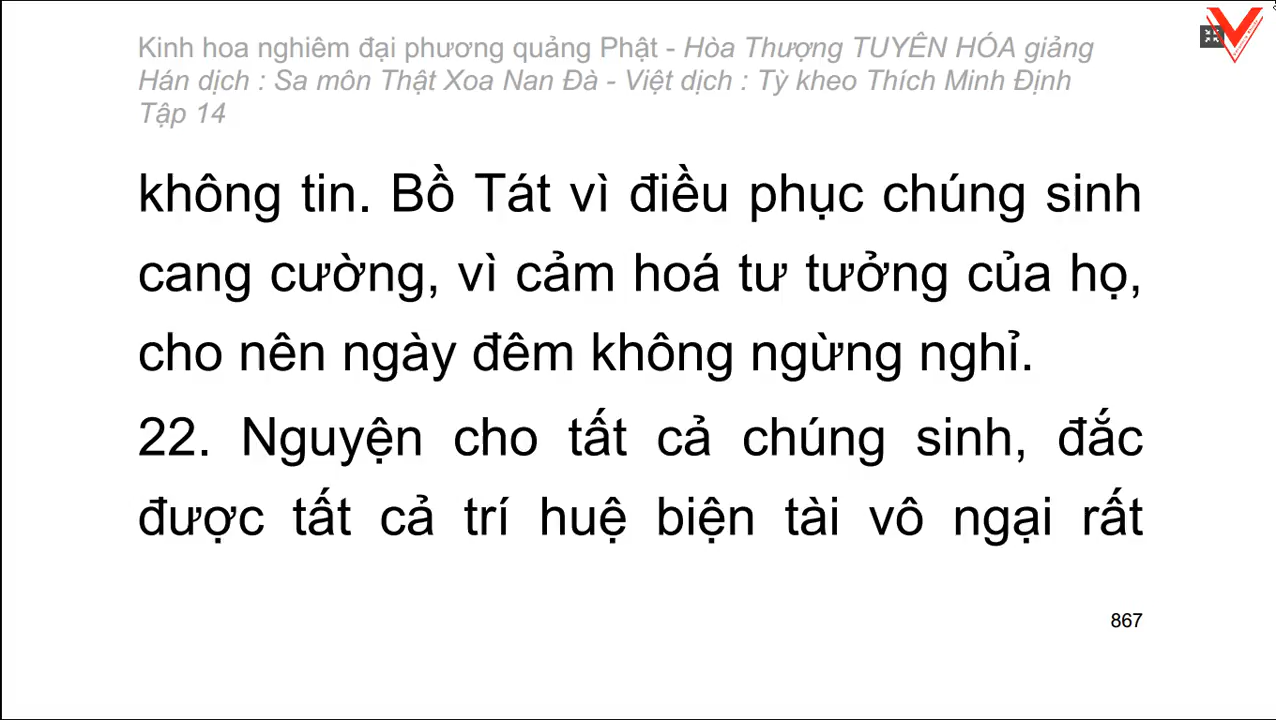 Kinh hoa nghiêm đại phương quảng Phật - Hòa Thượng TUYÊN HÓA giảng
Hán dịch : Sa môn Thật Xoa Nan Đà - Việt dịch : Tỳ kheo Thích Minh Định
Tập 14
không tin. Bồ Tát vì điều phục chúng sinh
cang cường, vì cảm hoá tư tưởng của họ,
cho nên ngày đêm không ngừng nghỉ.
22. Nguyện cho tất cả chúng sinh, đắc
được tất cả trí huệ biện tài vô ngại rất
867